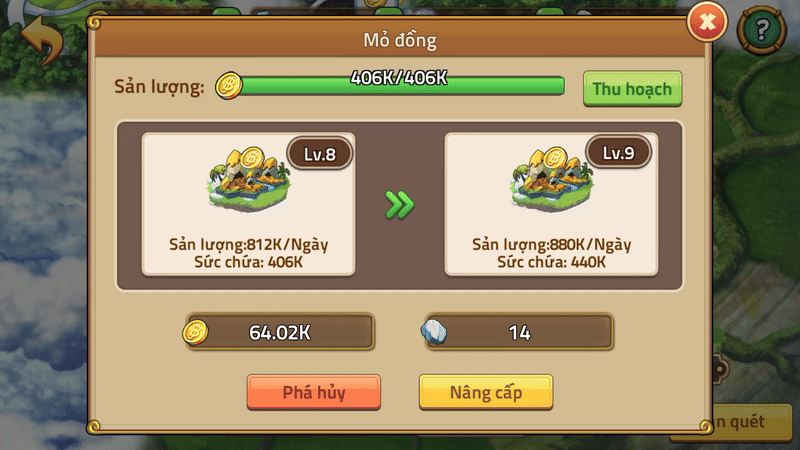 Mỏ đồng
?
Sản lượng: 406K/406K
Thu hoạch
Lv.8
Lv.9
Sản lượng:812K/Ngày
Sức chứa: 406K
Sản lượng:880K/Ngày
Sức chứa: 440K
64.02K
14
Phá hủy
Nâng cấp
quét